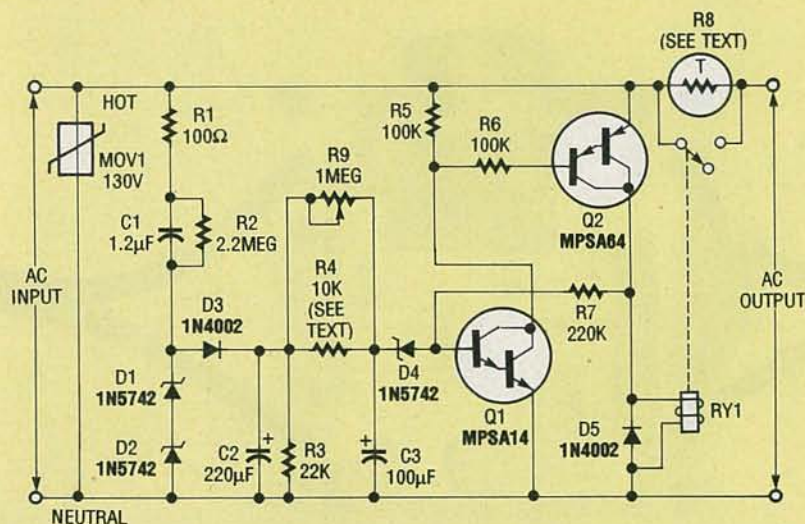 R8
(SEE TEXT)
T
HOT
R1
100Ω
R5
100K
R6
100K
MOV1
130V
R9
1MEG
C1
1.2µF
R2
2.2MEG
Q2
MPSA64
AC
INPUT
R4
10K
(SEE
TEXT)
AC
OUTPUT
D3
1N4002
R7
220K
D1
1N5742
D4
1N5742
RY1
Q1
MPSA14
D5
1N4002
D2
1N5742
C2
220µF
+
R3
22K
+
C3
100µF
NEUTRAL